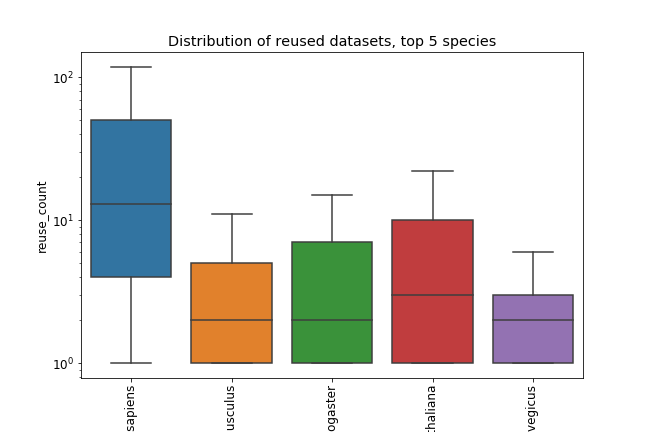 Distribution of reused datasets, top 5 species
reuse_count
10²
10¹
10⁰
sapiens
usculus
ogaster
thaliana
vegicus